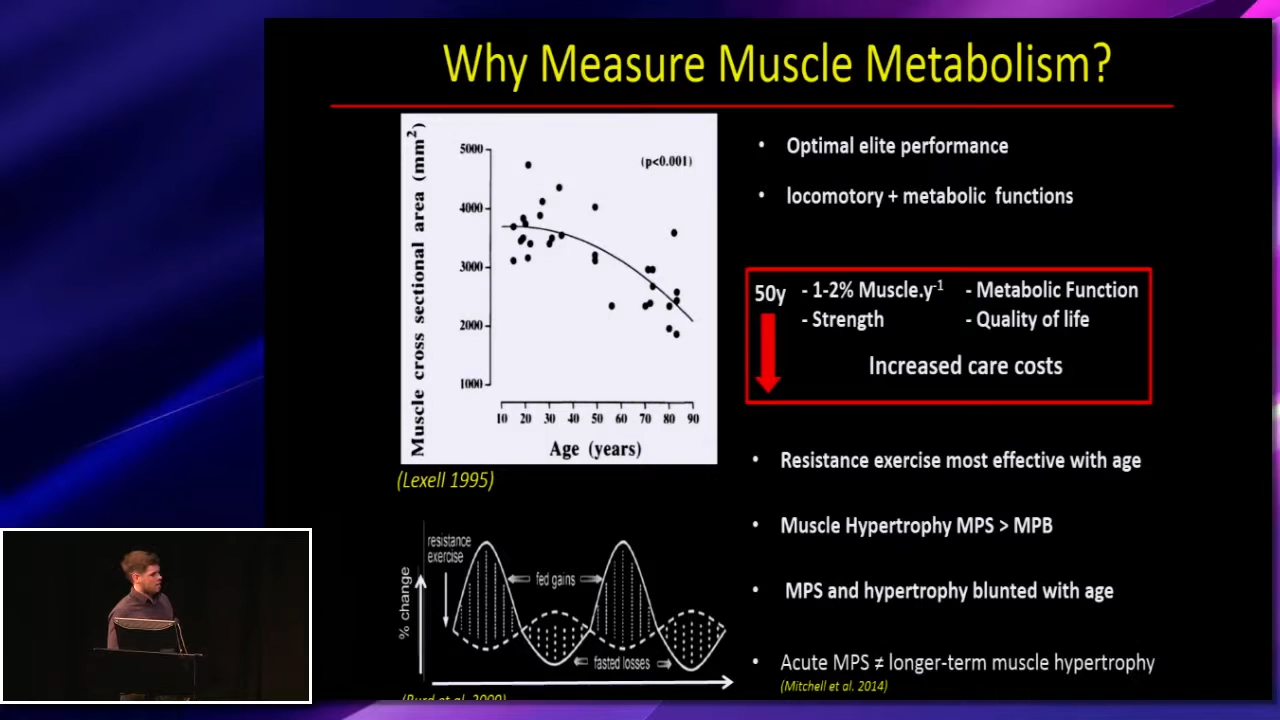 Why Measure Muscle Metabolism?
Muscle cross sectional area (mm2)
5000
4000
3000
2000
1000
(p<0.001)
10 20 30 40 50 60 70 80 90
Age (years)
(Lexell 1995)
• Optimal elite performance
• locomotory + metabolic functions
50y
- 1-2% Muscle.y-1
- Metabolic Function
- Strength
- Quality of life
Increased care costs
• Resistance exercise most effective with age
• Muscle Hypertrophy MPS > MPB
• MPS and hypertrophy blunted with age
• Acute MPS ≠ longer-term muscle hypertrophy
(Mitchell et al. 2014)
% change
resistance
exercise
fed gains
fasted losses
(Burd et al. 2009)